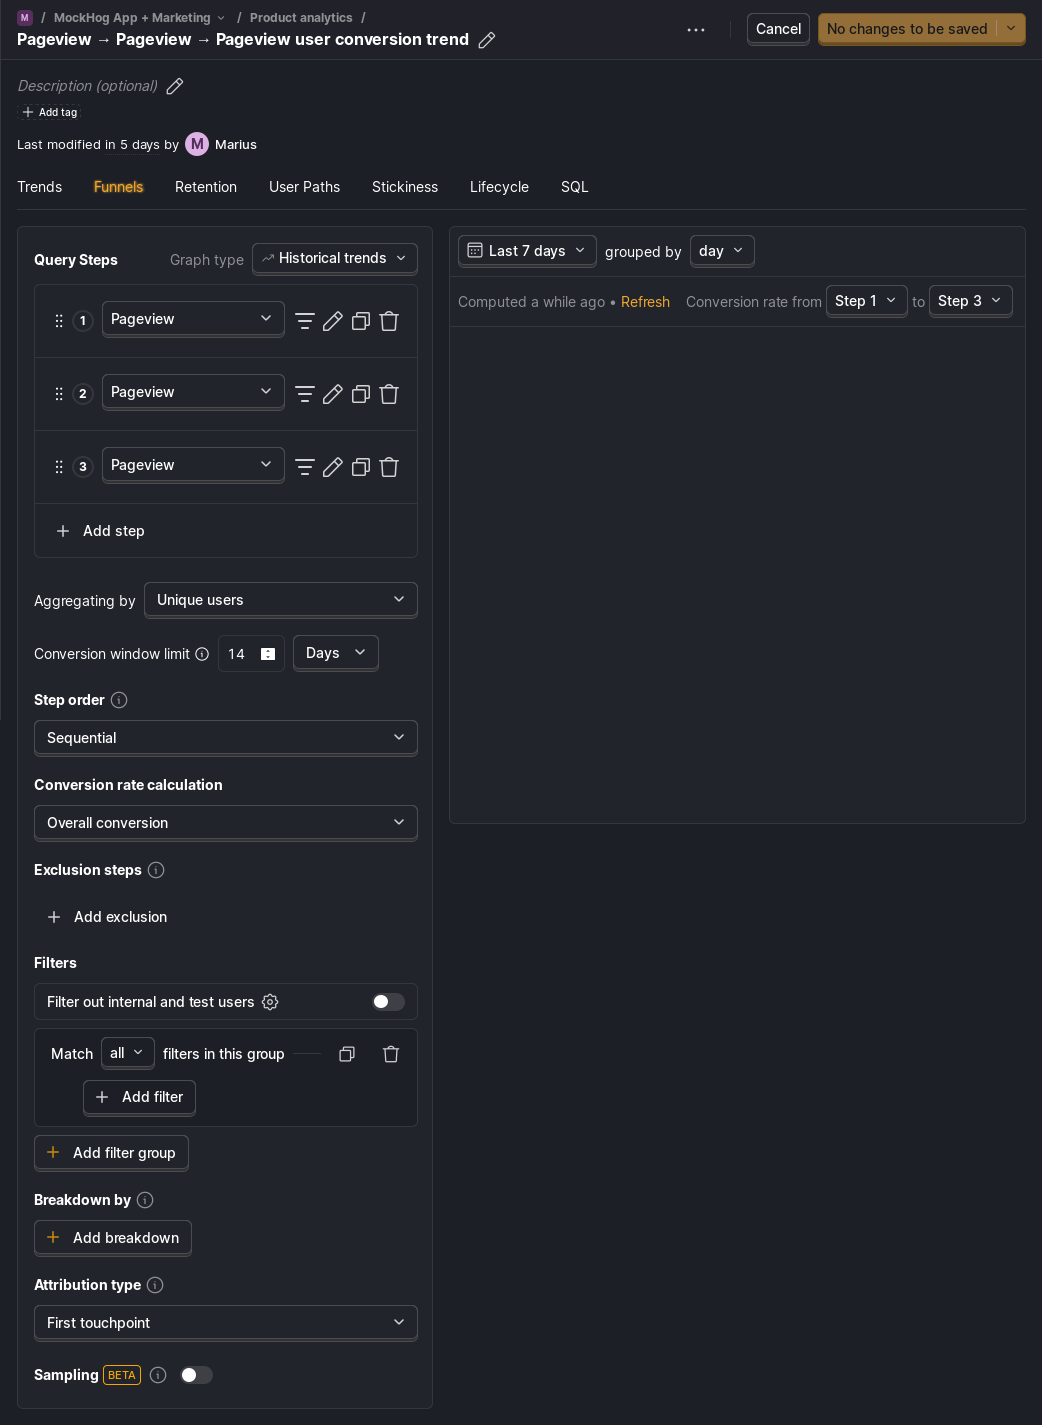 M / MockHog App + Marketing / Product analytics /
Pageview → Pageview → Pageview user conversion trend
Cancel
No changes to be saved
Description (optional)
Add tag
Last modified in 5 days by M Marius
Trends Funnels Retention User Paths Stickiness Lifecycle SQL
Query Steps Graph type Historical trends
1 Pageview
2 Pageview
3 Pageview
Add step
Aggregating by Unique users
Conversion window limit 14 Days
Step order
Sequential
Conversion rate calculation
Overall conversion
Exclusion steps
Add exclusion
Filters
Filter out internal and test users
Match all filters in this group
Add filter
Add filter group
Breakdown by
Add breakdown
Attribution type
First touchpoint
Sampling BETA
Last 7 days grouped by day
Computed a while ago • Refresh Conversion rate from Step 1 to Step 3